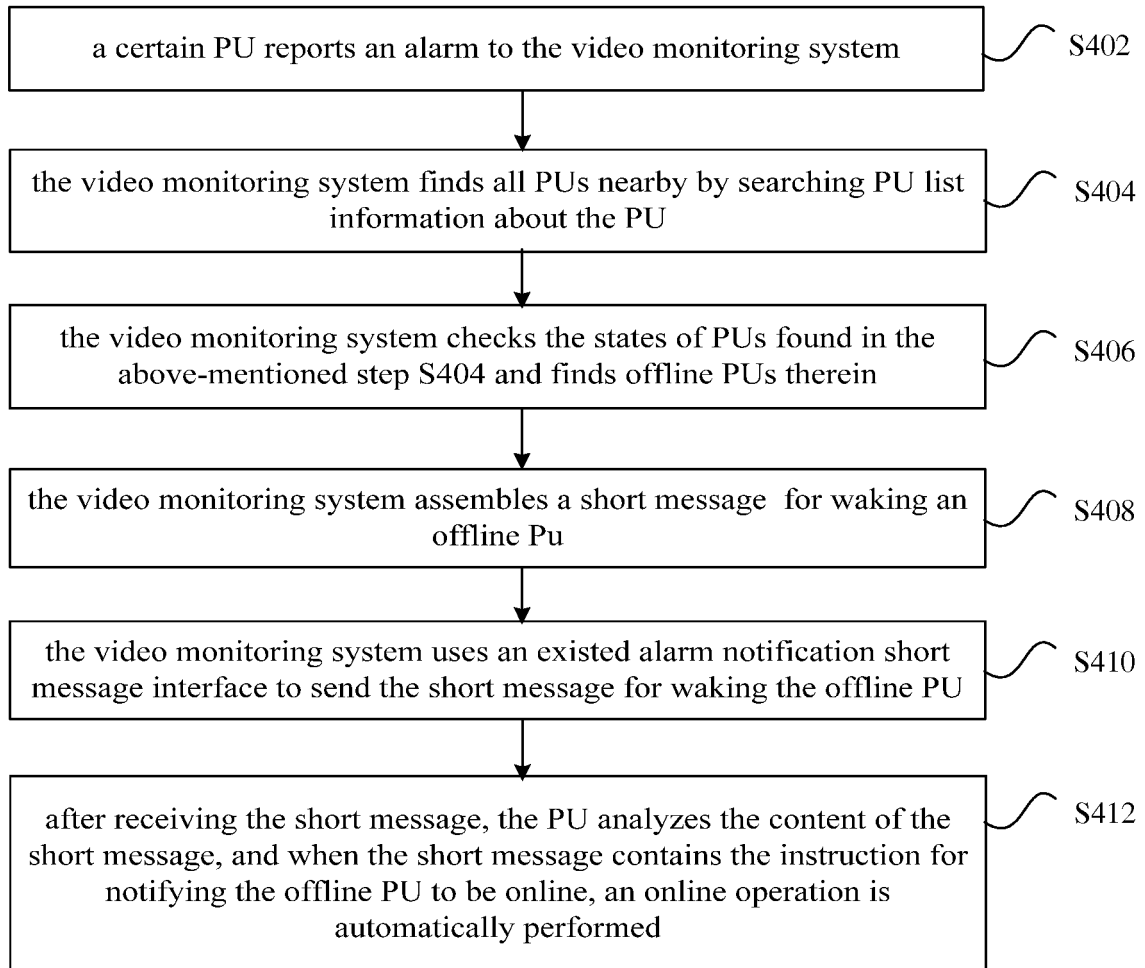 a certain PU reports an alarm to the video monitoring system
S402
the video monitoring system finds all PUs nearby by searching PU list
information about the PU
S404
the video monitoring system checks the states of PUs found in the
above-mentioned step S404 and finds offline PUs therein
S406
the video monitoring system assembles a short message for waking an
offline Pu
S408
the video monitoring system uses an existed alarm notification short
message interface to send the short message for waking the offline PU
S410
after receiving the short message, the PU analyzes the content of the
short message, and when the short message contains the instruction for
notifying the offline PU to be online, an online operation is
automatically performed
S412